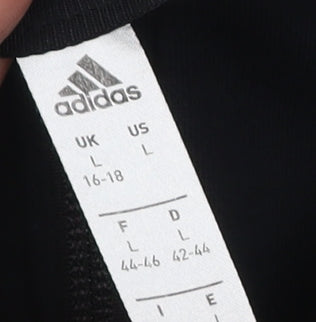 adidas
UK US
L L
16-18
F D
L L
44-46 42-44
I E